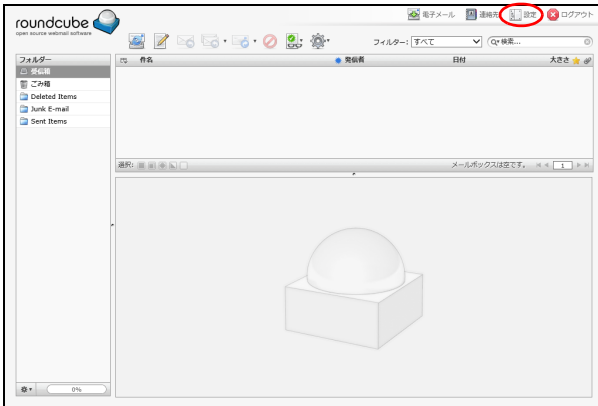 roundcube
open source webmail software
電子メール 連絡先 設定 ログアウト
フィルター: すべて 検索...
フォルダー
受信箱
ごみ箱
Deleted Items
Junk E-mail
Sent Items
件名 発信者 日付 大きさ
選択: メールボックスは空です。 1
0%